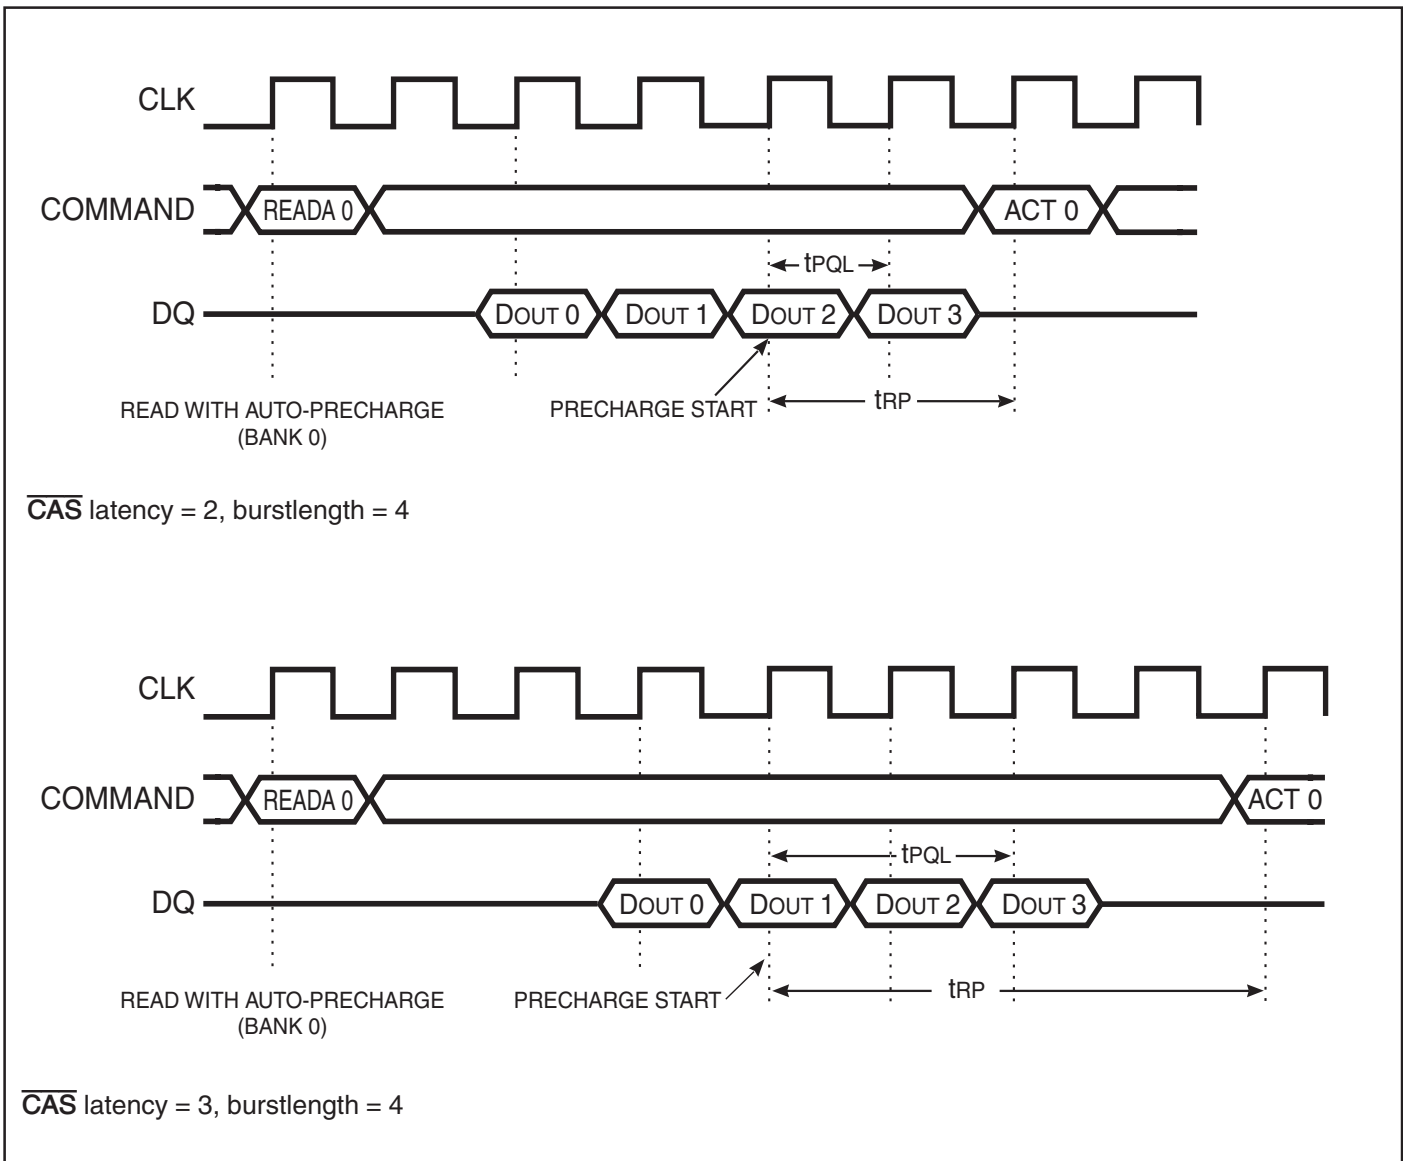 CLK
COMMAND READA 0 ACT 0
tPQL
DQ DOUT 0 DOUT 1 DOUT 2 DOUT 3
READ WITH AUTO-PRECHARGE
(BANK 0)
PRECHARGE START
tRP
CAS latency = 2, burstlength = 4
CLK
COMMAND READA 0 ACT 0
tPQL
DQ DOUT 0 DOUT 1 DOUT 2 DOUT 3
READ WITH AUTO-PRECHARGE
(BANK 0)
PRECHARGE START
tRP
CAS latency = 3, burstlength = 4